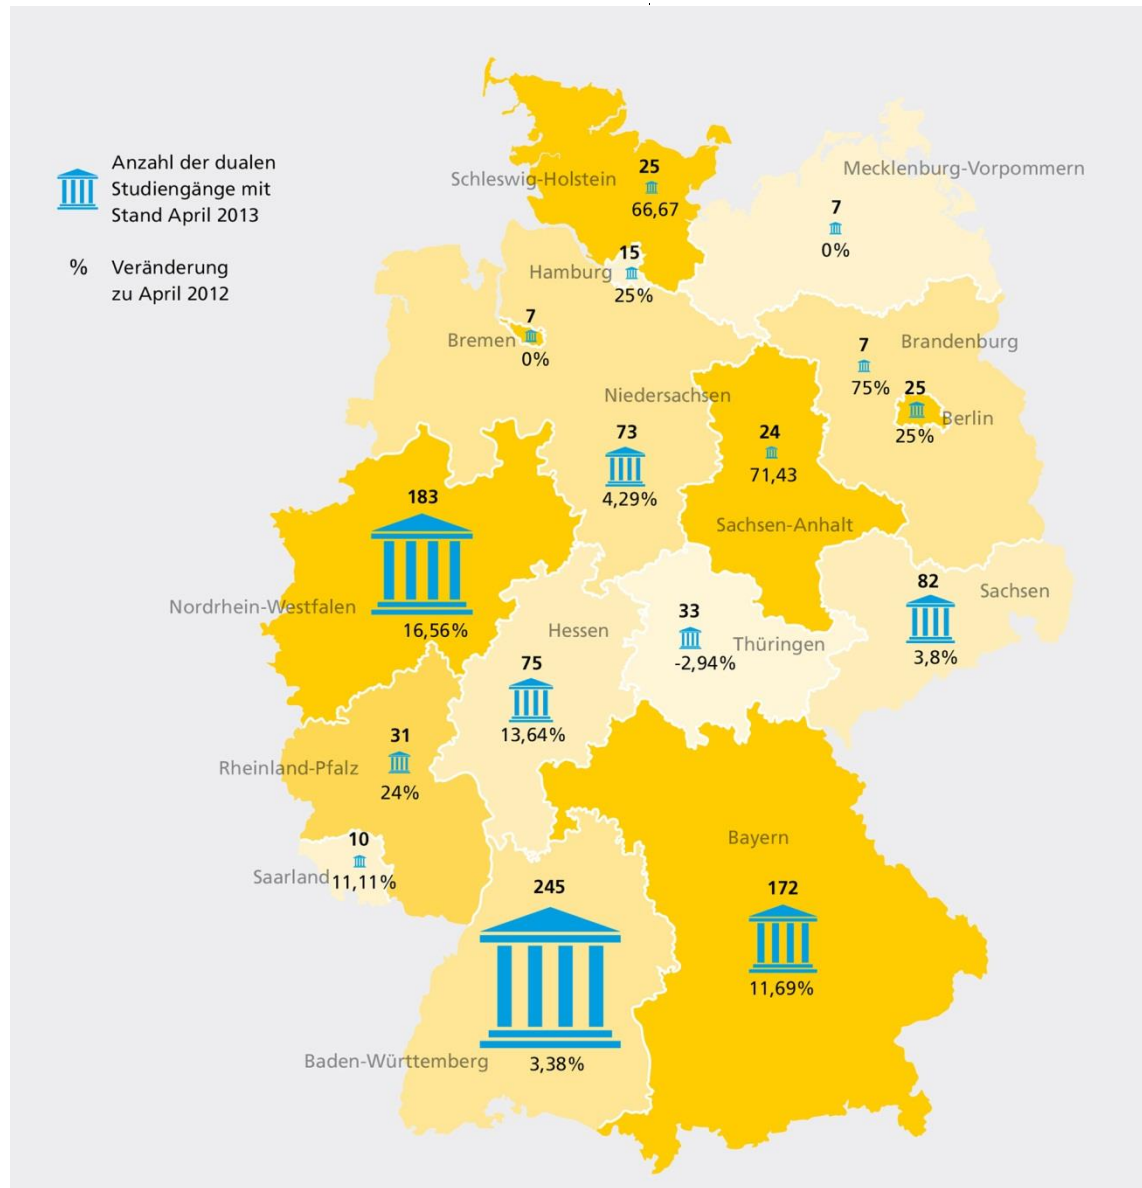 Anzahl der dualen
Studiengänge mit
Stand April 2013
% Veränderung
zu April 2012
25
Schleswig-Holstein
66,67
Mecklenburg-Vorpommern
7
0%
15
Hamburg
25%
7
Bremen
0%
Brandenburg
7
75%
25
Berlin
25%
Niedersachsen
73
4,29%
24
71,43
Sachsen-Anhalt
183
Nordrhein-Westfalen
16,56%
82
Sachsen
3,8%
Hessen
75
13,64%
33
Thüringen
-2,94%
31
Rheinland-Pfalz
24%
10
Saarland
11,11%
Bayern
172
11,69%
245
Baden-Württemberg
3,38%